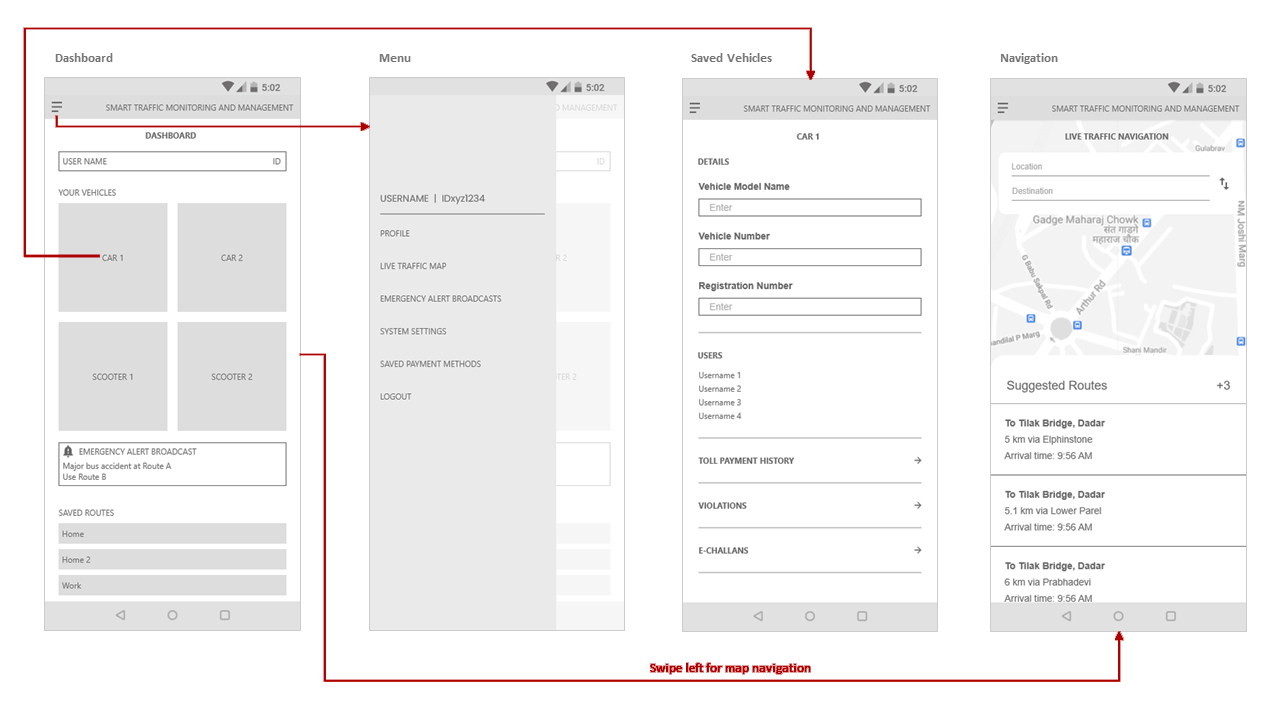 Dashboard
5:02
SMART TRAFFIC MONITORING AND MANAGEMENT
DASHBOARD
USER NAME ID
YOUR VEHICLES
CAR 1 CAR 2
SCOOTER 1 SCOOTER 2
EMERGENCY ALERT BROADCAST
Major bus accident at Route A
Use Route B
SAVED ROUTES
Home
Home 2
Work
Menu
5:02
D MANAGEMENT
ID
USERNAME | IDxyz1234
PROFILE
R 2
LIVE TRAFFIC MAP
EMERGENCY ALERT BROADCASTS
SYSTEM SETTINGS
SAVED PAYMENT METHODS
TER 2
LOGOUT
Saved Vehicles
5:02
SMART TRAFFIC MONITORING AND MANAGEMENT
CAR 1
DETAILS
Vehicle Model Name
Enter
Vehicle Number
Enter
Registration Number
Enter
USERS
Username 1
Username 2
Username 3
Username 4
TOLL PAYMENT HISTORY
VIOLATIONS
E-CHALLANS
Navigation
5:02
SMART TRAFFIC MONITORING AND MANAGEMENT
LIVE TRAFFIC NAVIGATION
Gulabrav
Location
Destination
NM Joshi Marg
Gadge Maharaj Chowk
संत गाडगे
महाराज चौक
G Babu Sakpal Rd
Arthur Rd
andilal P Marg
Shani Mandir
Suggested Routes +3
To Tilak Bridge, Dadar
5 km via Elphinstone
Arrival time: 9:56 AM
To Tilak Bridge, Dadar
5.1 km via Lower Parel
Arrival time: 9:56 AM
To Tilak Bridge, Dadar
6 km via Prabhadevi
Arrival time: 9:56 AM
Swipe left for map navigation